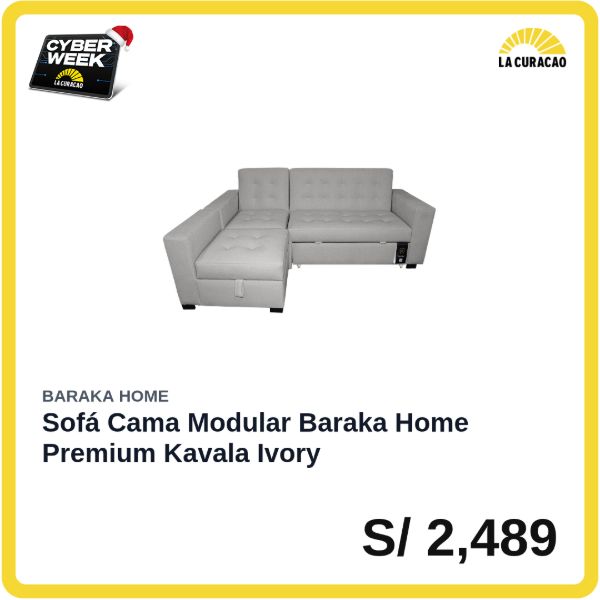 CYBER
WEEK
LA CURACAO
LA CURACAO
BARAKA HOME
Sofá Cama Modular Baraka Home
Premium Kavala Ivory
S/ 2,489